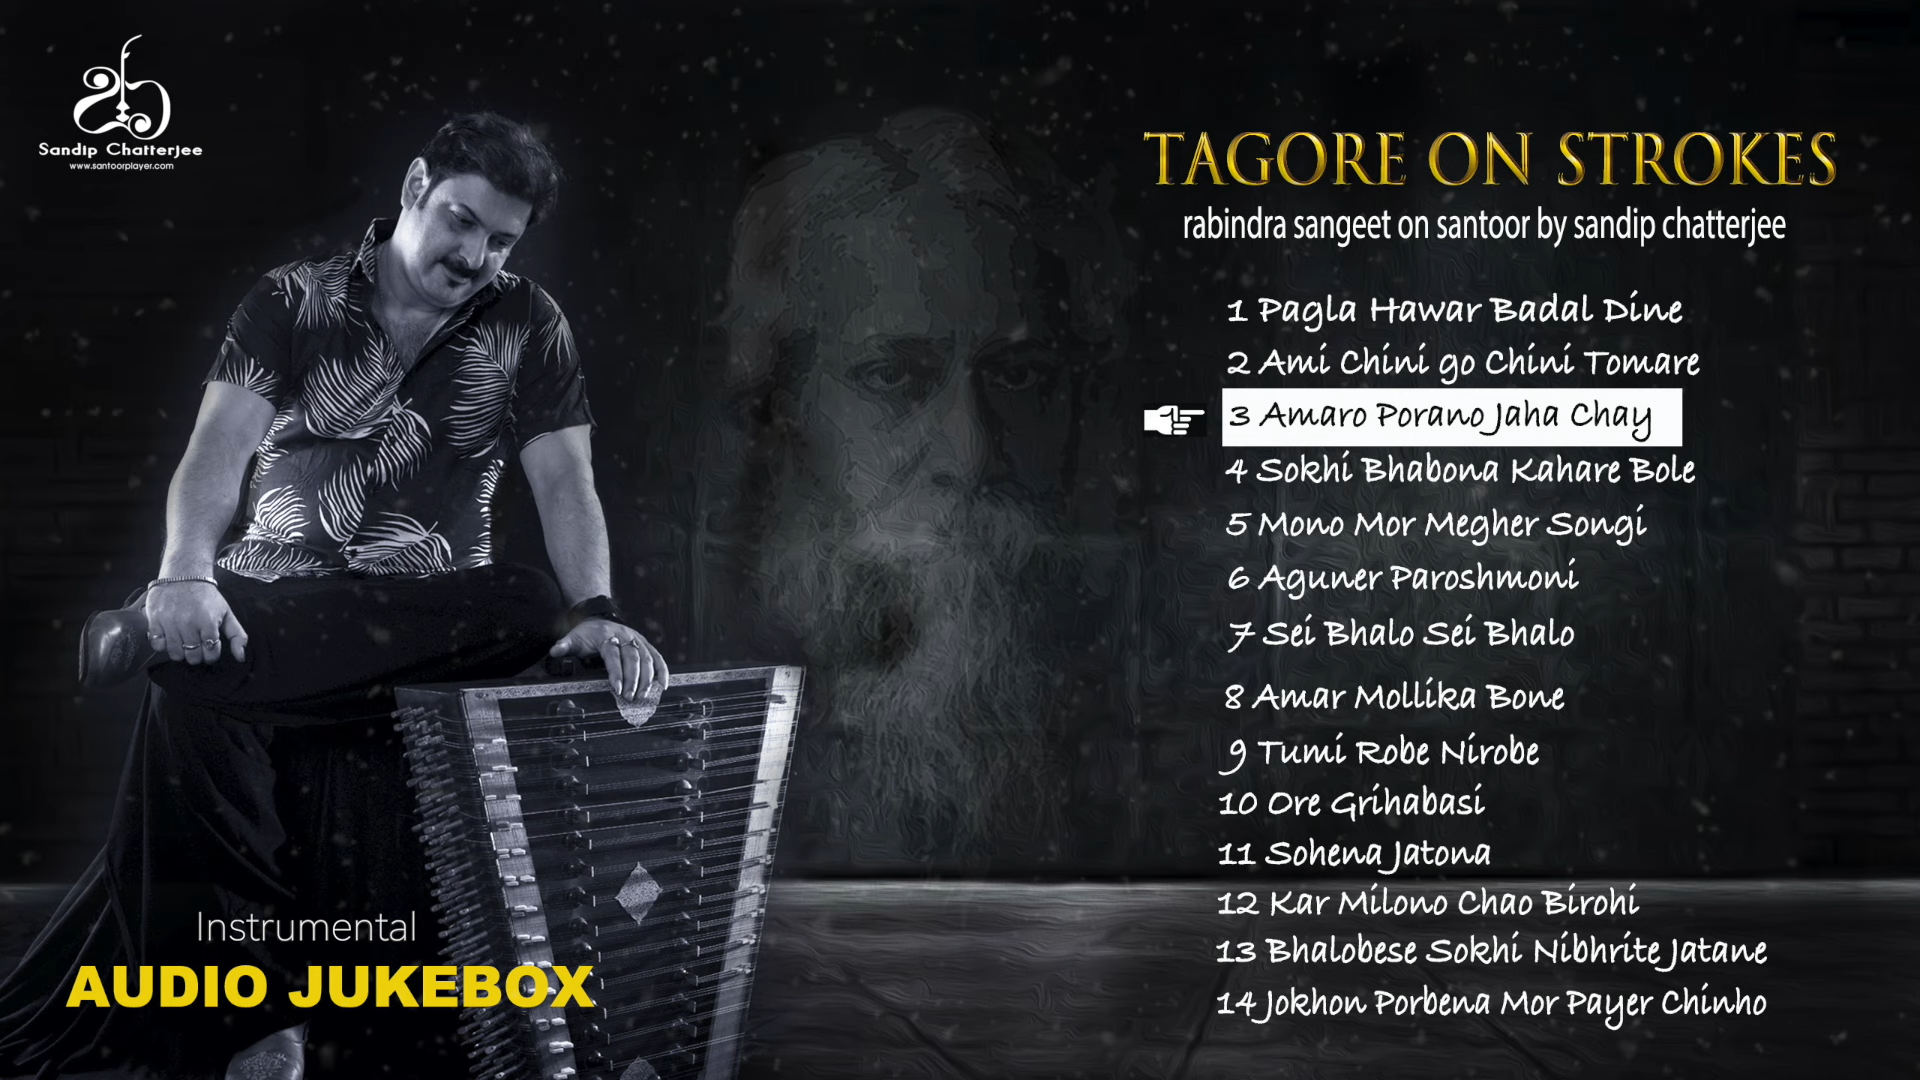 Sandip Chatterjee
www.santoorplayer.com
TAGORE ON STROKES
rabindra sangeet on santoor by sandip chatterjee
1 Pagla Hawar Badal Dine
2 Ami Chini go Chini Tomare
3 Amaro Porano Jaha Chay
4 Sokhi Bhabona Kahare Bole
5 Mono Mor Megher Songi
6 Aguner Paroshmoni
7 Sei Bhalo Sei Bhalo
8 Amar Mollika Bone
9 Tumi Robe Nirobe
10 Ore Grihabasi
11 Sohena Jatona
12 Kar Milono Chao Birohi
13 Bhalobese Sokhi Nibhrite Jatane
14 Jokhon Porbena Mor Payer Chinho
Instrumental
AUDIO JUKEBOX